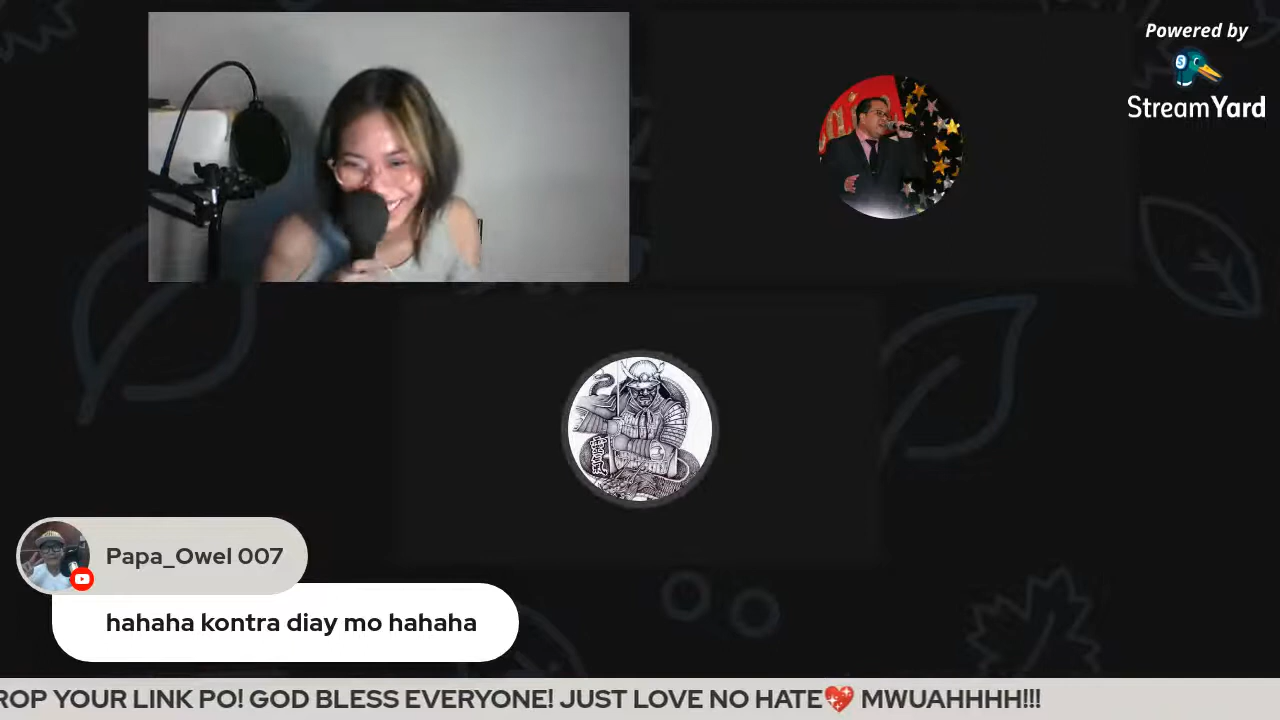 Powered by
StreamYard
Papa_Owel 007
hahaha kontra diay mo hahaha
ROP YOUR LINK PO! GOD BLESS EVERYONE! JUST LOVE NO HATE💖 MWUAHHHH!!!